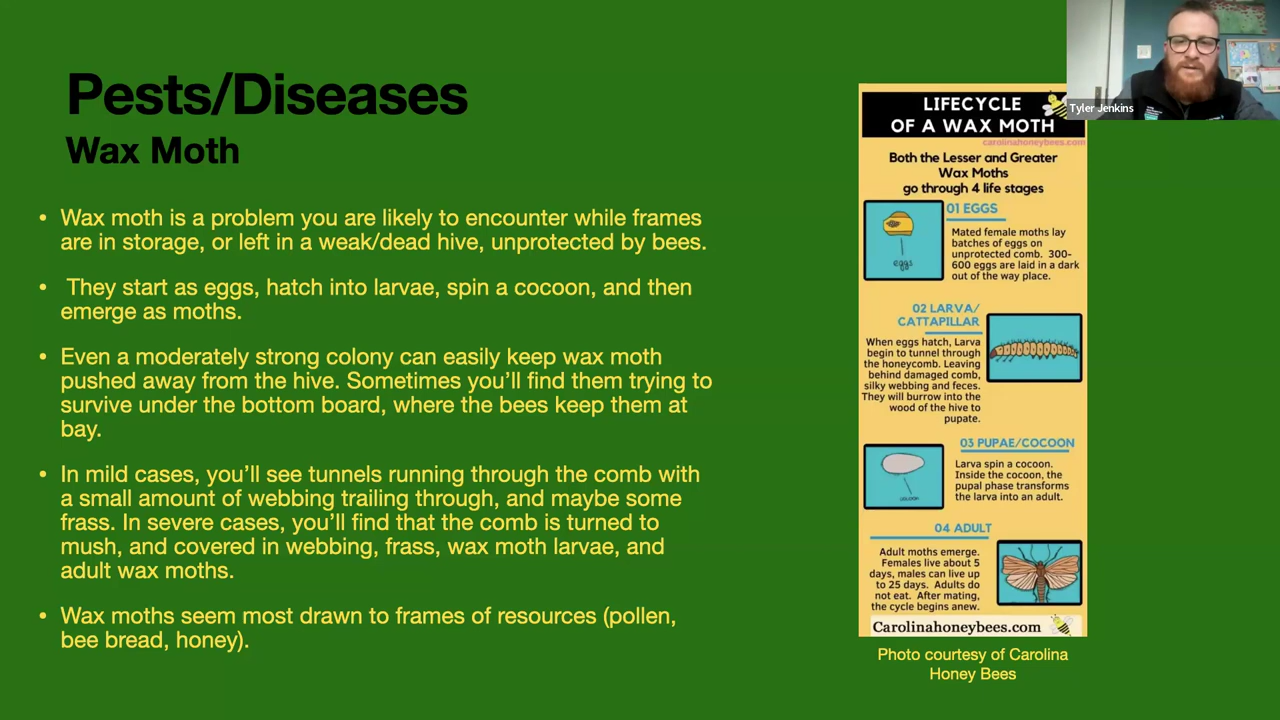 Pests/Diseases
Wax Moth
• Wax moth is a problem you are likely to encounter while frames
are in storage, or left in a weak/dead hive, unprotected by bees.
• They start as eggs, hatch into larvae, spin a cocoon, and then
emerge as moths.
• Even a moderately strong colony can easily keep wax moth
pushed away from the hive. Sometimes you’ll find them trying to
survive under the bottom board, where the bees keep them at
bay.
• In mild cases, you’ll see tunnels running through the comb with
a small amount of webbing trailing through, and maybe some
frass. In severe cases, you’ll find that the comb is turned to
mush, and covered in webbing, frass, wax moth larvae, and
adult wax moths.
• Wax moths seem most drawn to frames of resources (pollen,
bee bread, honey).
Tyler Jenkins
LIFECYCLE
OF A WAX MOTH
carolinahoneybees.com
Both the Lesser and Greater
Wax Moths
go through 4 life stages
01 EGGS
Mated female moths lay
batches of eggs on
unprotected comb. 300-
600 eggs are laid in a dark
out of the way place.
eggs
02 LARVA/
CATTAPILLAR
When eggs hatch, Larva
begin to tunnel through
the honeycomb. Leaving
behind damaged comb,
silky webbing and feces.
They will burrow into the
wood of the hive to
pupate.
03 PUPAE/COCOON
Larva spin a cocoon.
Inside the cocoon, the
pupal phase transforms
the larva into an adult.
cocoon
04 ADULT
Adult moths emerge.
Females live about 5
days, males can live up
to 25 days. Adults do
not eat. After mating,
the cycle begins anew.
Carolinahoneybees.com
Photo courtesy of Carolina
Honey Bees